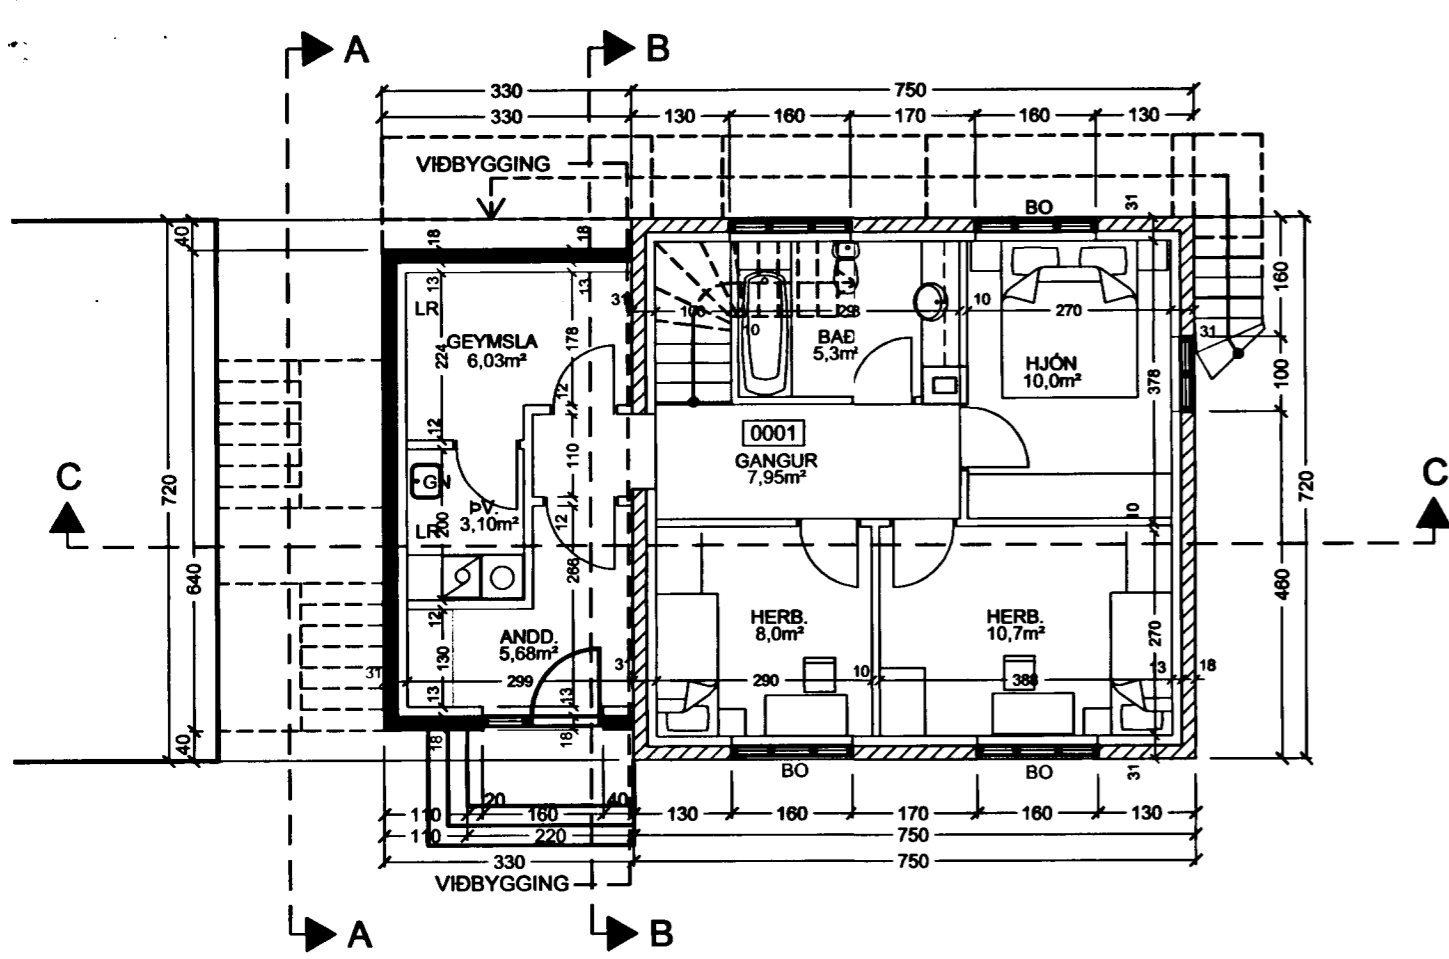 A
B
330
750
330
130
160
170
160
130
VIÐBYGGING
BO
31
40
18
18
13
13
31
LR
GEYMSLA
6,03m²
178
224
100
10
298
BAÐ
5,3m²
10
270
HJÓN
10,0m²
378
31
160
100
12
12
12
110
0001
GANGUR
7,95m²
C
C
720
G
ÞV.
3,10m²
200
LR
12
10
720
640
266
460
12
ANDD.
5,68m²
130
HERB.
8,0m²
HERB.
10,7m²
270
31
299
31
290
10
388
13
18
13
13
40
18
18
BO
BO
31
20
40
110
160
130
160
170
160
130
110
220
750
330
750
VIÐBYGGING
A
B